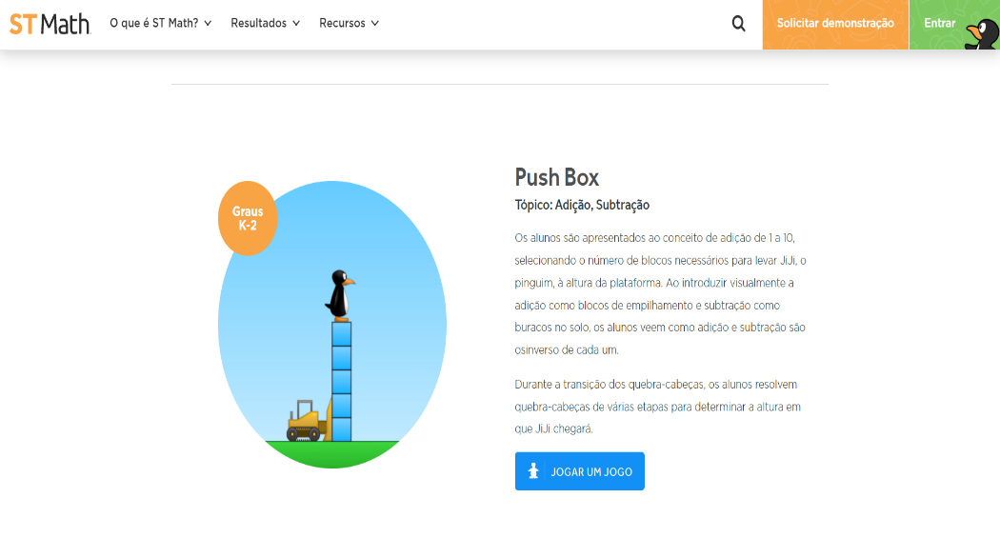 ST Math
O que é ST Math?
Resultados
Recursos
Solicitar demonstração
Entrar
Graus
K-2
Push Box
Tópico: Adição, Subtração
Os alunos são apresentados ao conceito de adição de 1 a 10,
selecionando o número de blocos necessários para levar JiJi, o
pinguim, à altura da plataforma. Ao introduzir visualmente a
adição como blocos de empilhamento e subtração como
buracos no solo, os alunos veem como adição e subtração são
osinverso de cada um.
Durante a transição dos quebra-cabeças, os alunos resolvem
quebra-cabeças de várias etapas para determinar a altura em
que JiJi chegará.
JOGAR UM JOGO